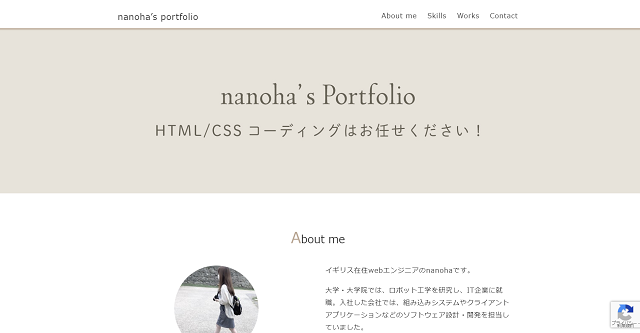 nanoha's portfolio
About me Skills Works Contact
nanoha's Portfolio
HTML/CSS コーディングはお任せください！
About me
イギリス在住webエンジニアのnanohaです。
大学・大学院では、ロボット工学を研究し、IT企業に就
職。入社した会社では、組み込みシステムやクライアント
アプリケーションなどのソフトウェア設計・開発を担当し
ていました。